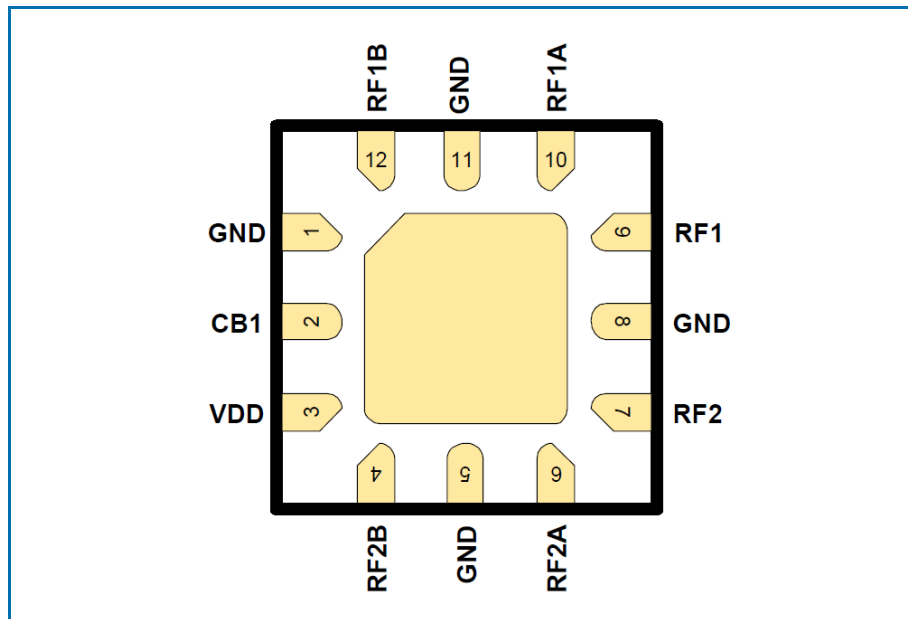 RF1B
GND
RF1A
12
11
10
GND
1
9
RF1
CB1
2
8
GND
VDD
3
7
RF2
4
5
6
RF2B
GND
RF2A